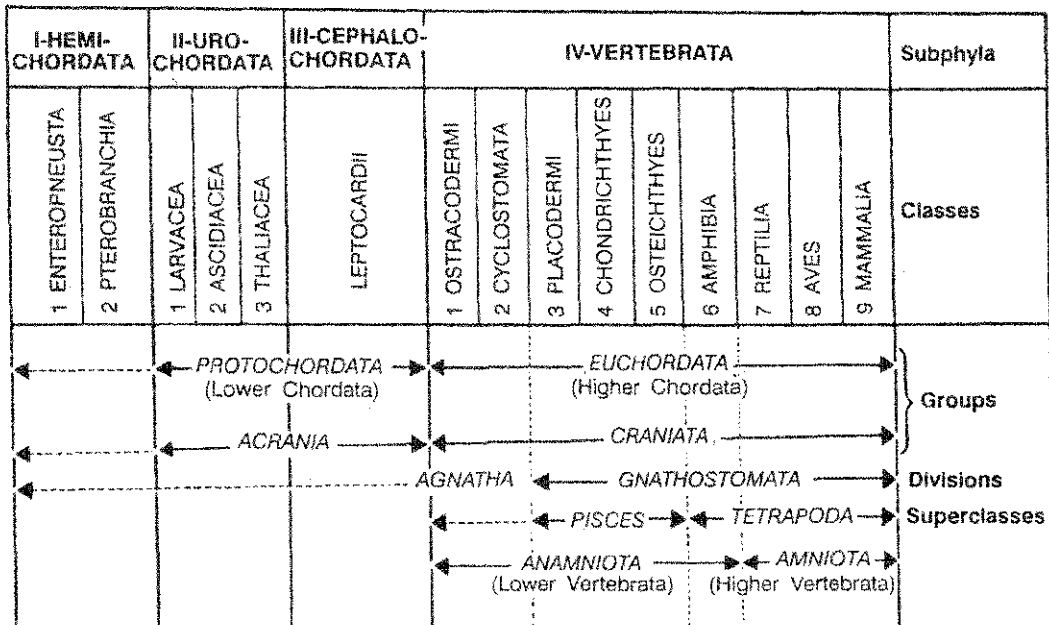 I-HEMI-
CHORDATA
II-URO-
CHORDATA
III-CEPHALO-
CHORDATA
IV-VERTEBRATA
Subphyla
1 ENTEROPNEUSTA
2 PTEROBRANCHIA
1 LARVACEA
2 ASCIDIACEA
3 THALIACEA
LEPTOCARDII
1 OSTRACODERMI
2 CYCLOSTOMATA
3 PLACODERMI
4 CHONDRICHTHYES
5 OSTEICHTHYES
6 AMPHIBIA
7 REPTILIA
8 AVES
9 MAMMALIA
Classes
PROTOCHORDATA
(Lower Chordata)
EUCHORDATA
(Higher Chordata)
Groups
ACRANIA
CRANIATA
AGNATHA
GNATHOSTOMATA
Divisions
PISCES
TETRAPODA
Superclasses
ANAMNIOTA
(Lower Vertebrata)
AMNIOTA
(Higher Vertebrata)